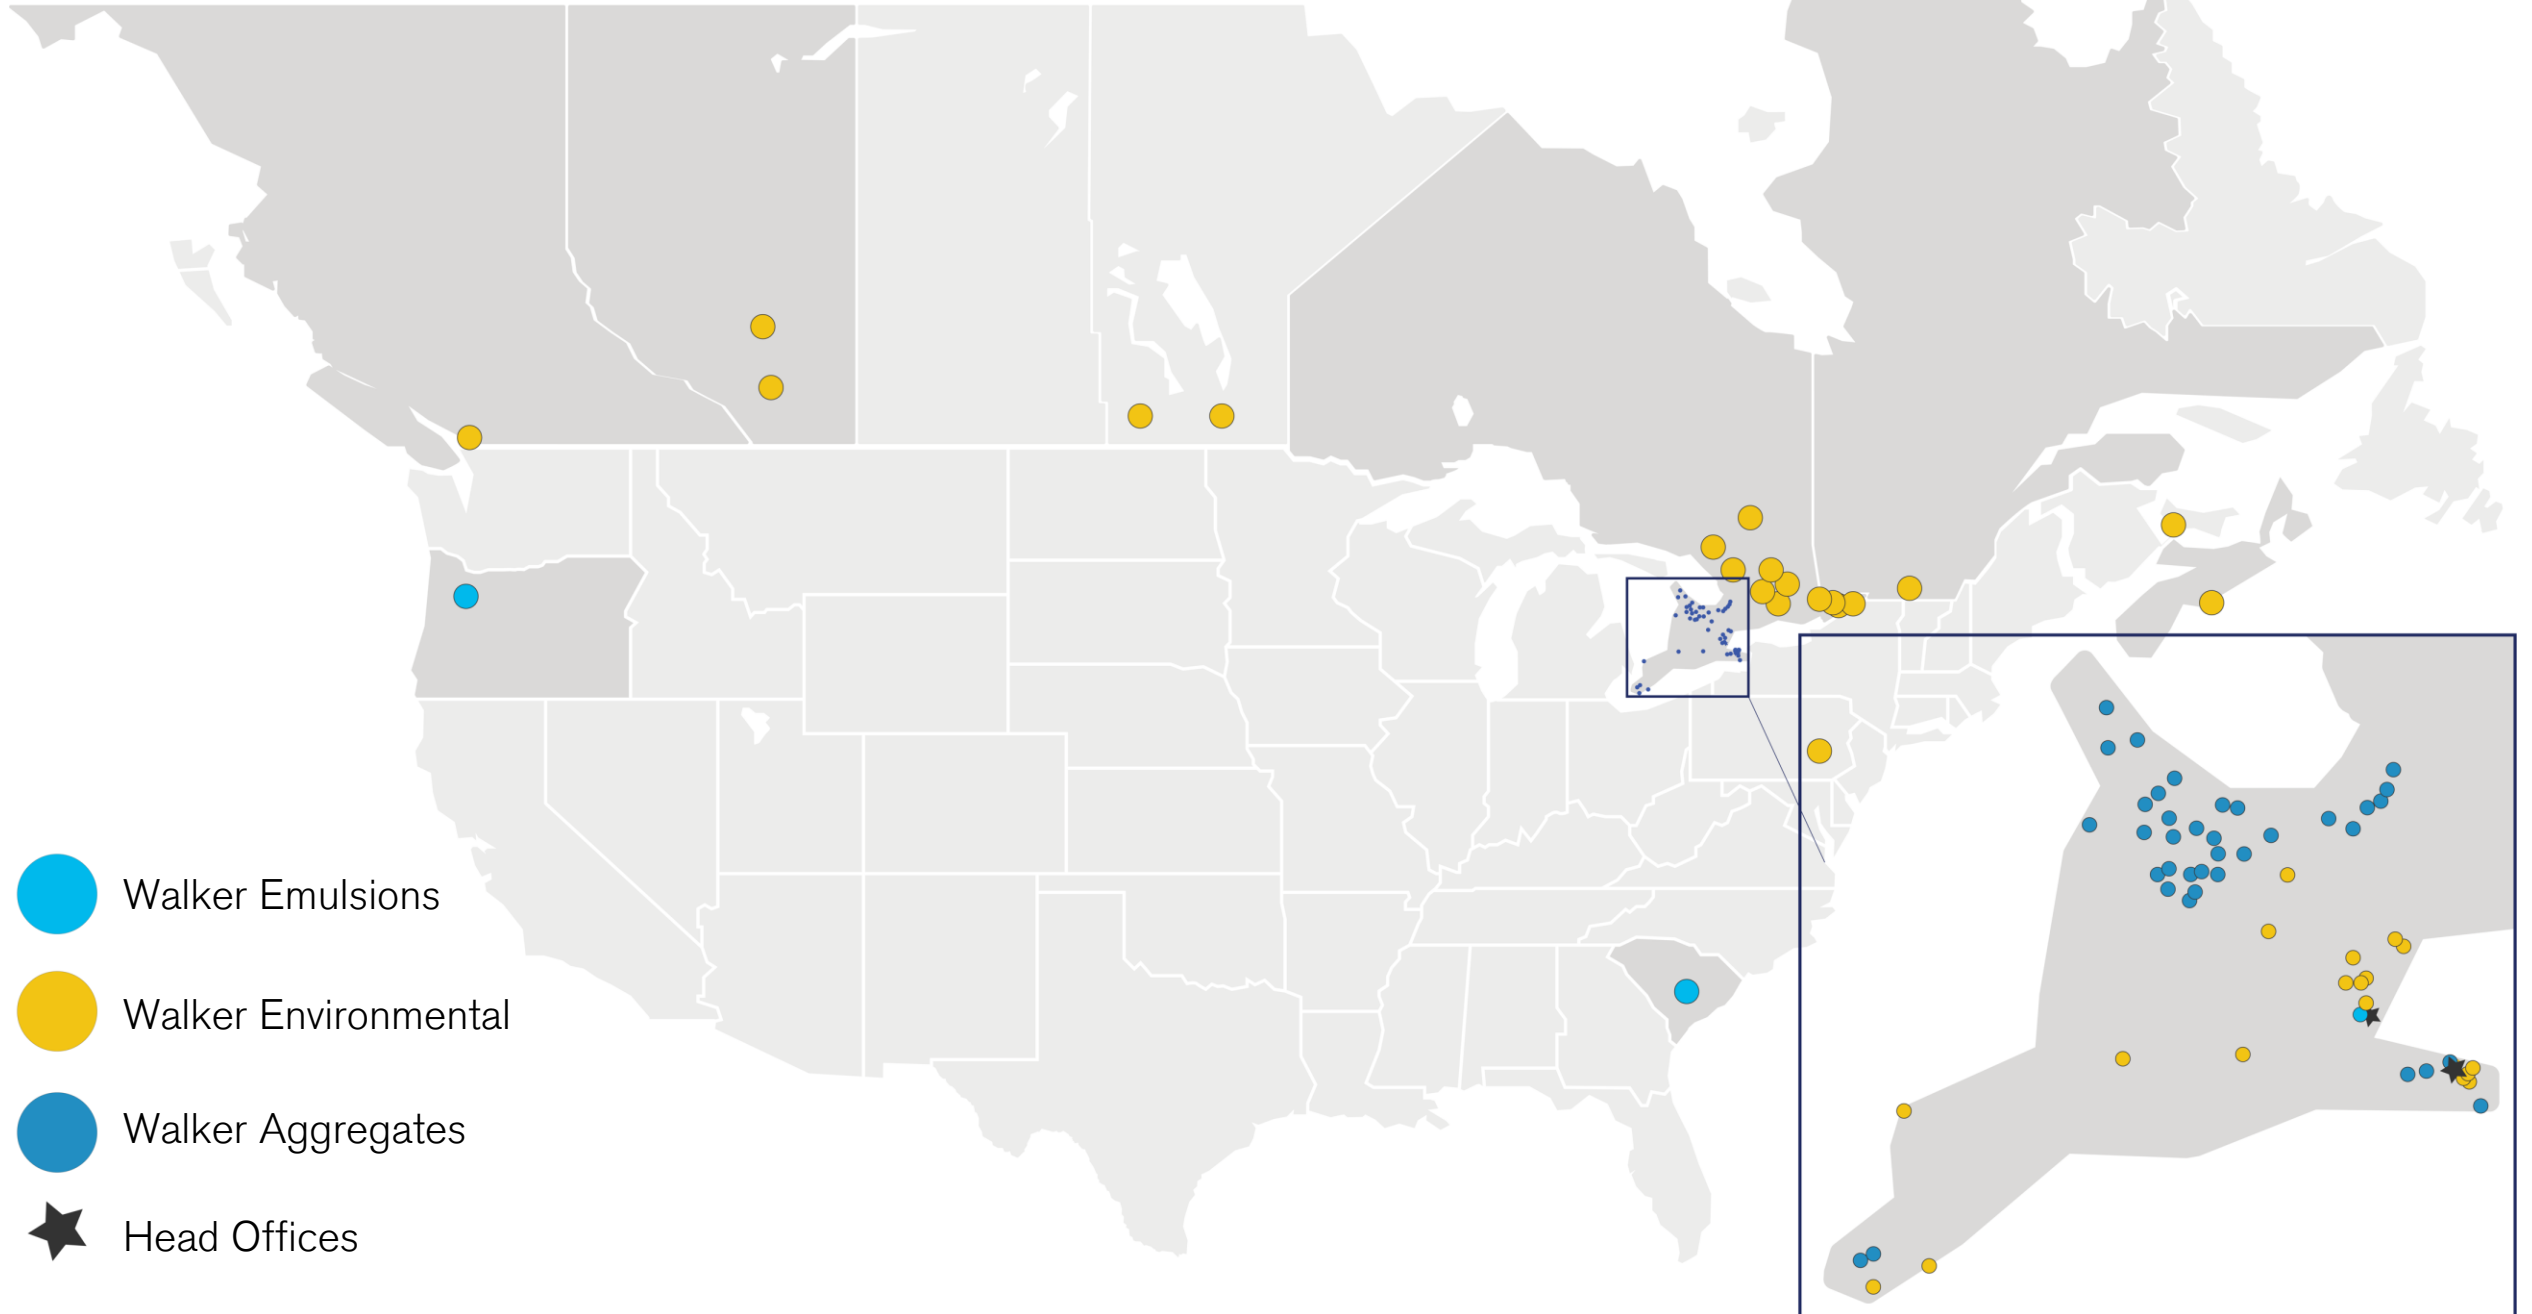 Walker Emulsions
Walker Environmental
Walker Aggregates
Head Offices